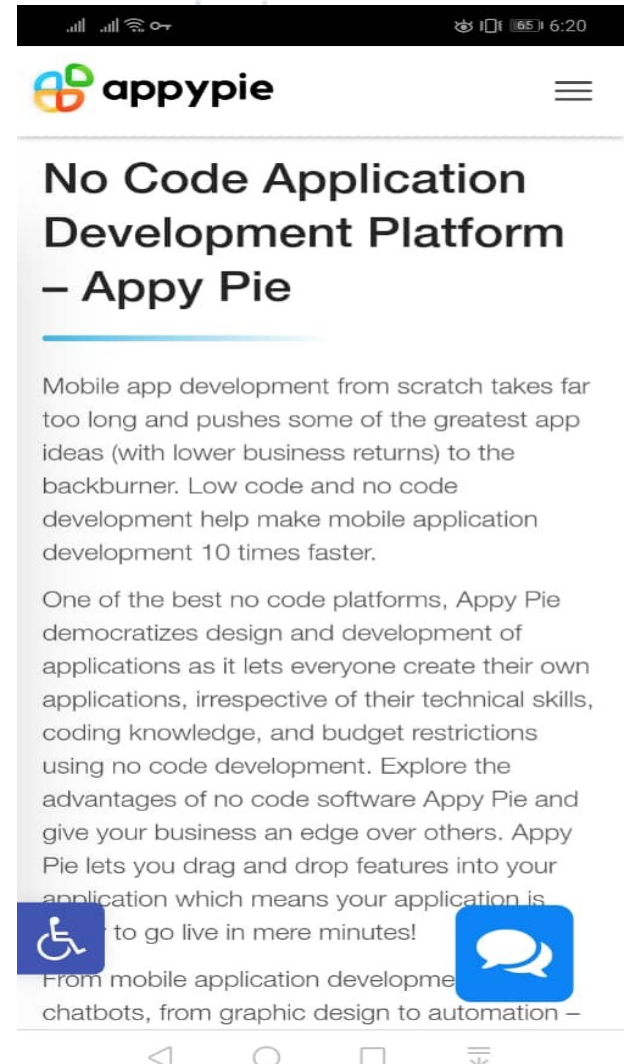 65 6:20
appypie
No Code Application
Development Platform
– Appy Pie
Mobile app development from scratch takes far
too long and pushes some of the greatest app
ideas (with lower business returns) to the
backburner. Low code and no code
development help make mobile application
development 10 times faster.
One of the best no code platforms, Appy Pie
democratizes design and development of
applications as it lets everyone create their own
applications, irrespective of their technical skills,
coding knowledge, and budget restrictions
using no code development. Explore the
advantages of no code software Appy Pie and
give your business an edge over others. Appy
Pie lets you drag and drop features into your
application which means your application is
to go live in mere minutes!
From mobile application developme
chatbots, from graphic design to automation –